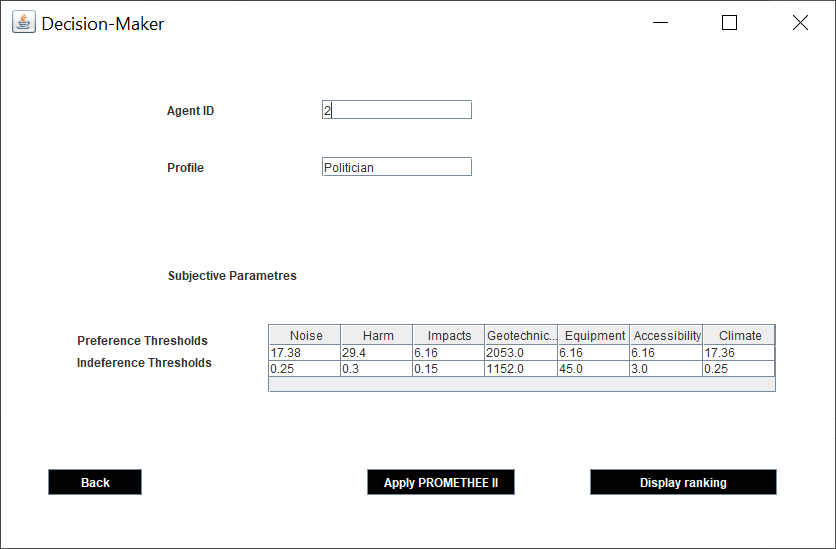 Decision-Maker
Agent ID 2
Profile Politician
Subjective Parametres
Noise Harm Impacts Geotechnic... Equipment Accessibility Climate
Preference Thresholds 17.38 29.4 6.16 2053.0 6.16 6.16 17.36
Indeference Thresholds 0.25 0.3 0.15 1152.0 45.0 3.0 0.25
Back Apply PROMETHEE II Display ranking